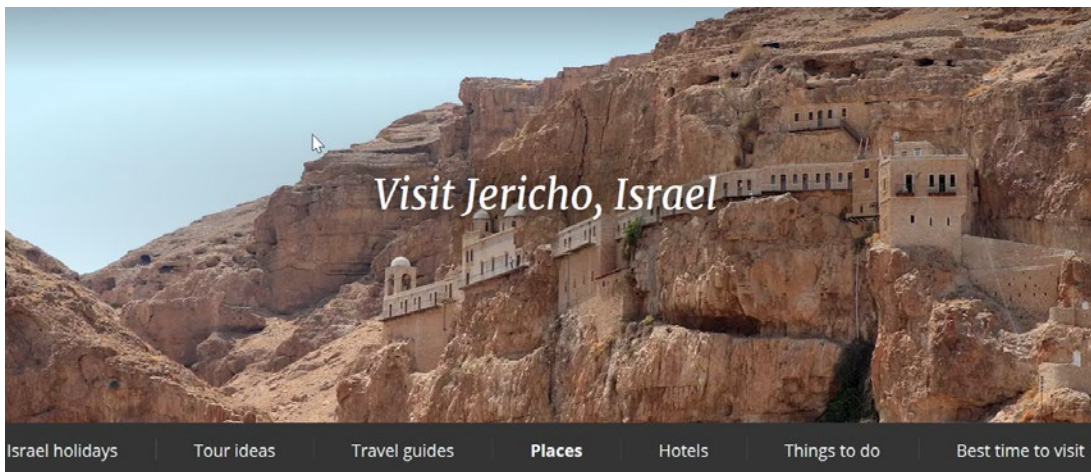 Visit Jericho, Israel
Israel holidays Tour ideas Travel guides Places Hotels Things to do Best time to visit